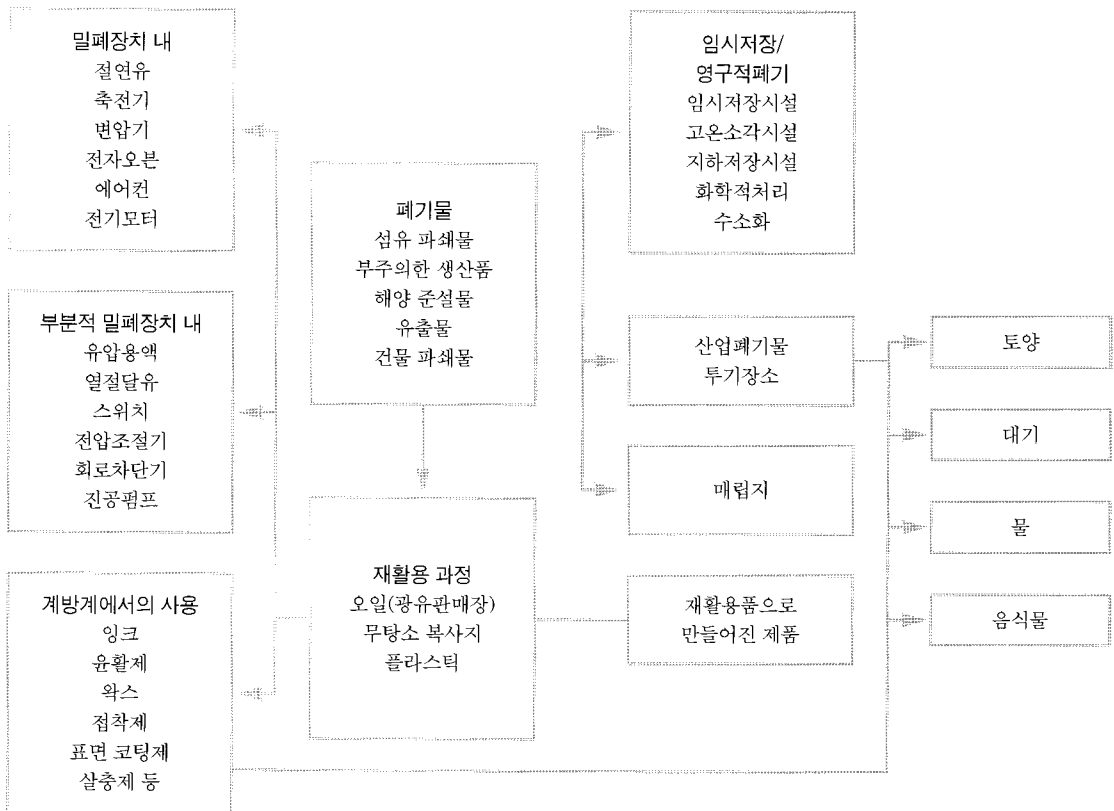 밀폐장치 내
절연유
축전기
변압기
전자오븐
에어컨
전기모터
부분적 밀폐장치 내
유압용액
열절달유
스위치
전압조절기
회로차단기
진공펌프
계방계에서의 사용
잉크
윤활제
왁스
접착제
표면 코팅제
살충제 등
폐기물
섬유 파쇄물
부주의한 생산품
해양 준설물
유출물
건물 파쇄물
재활용 과정
오일(광유판매장)
무탕소 복사지
플라스틱
임시저장/
영구적폐기
임시저장시설
고온소각시설
지하저장시설
화학적처리
수소화
산업폐기물
투기장소
매립지
재활용품으로
만들어진 제품
토양
대기
물
음식물